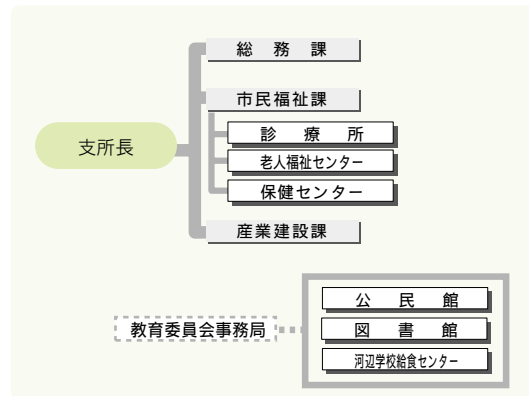 総務課
市民福祉課
診療所
支所長
老人福祉センター
保健センター
産業建設課
公民館
教育委員会事務局
図書館
河辺学校給食センター